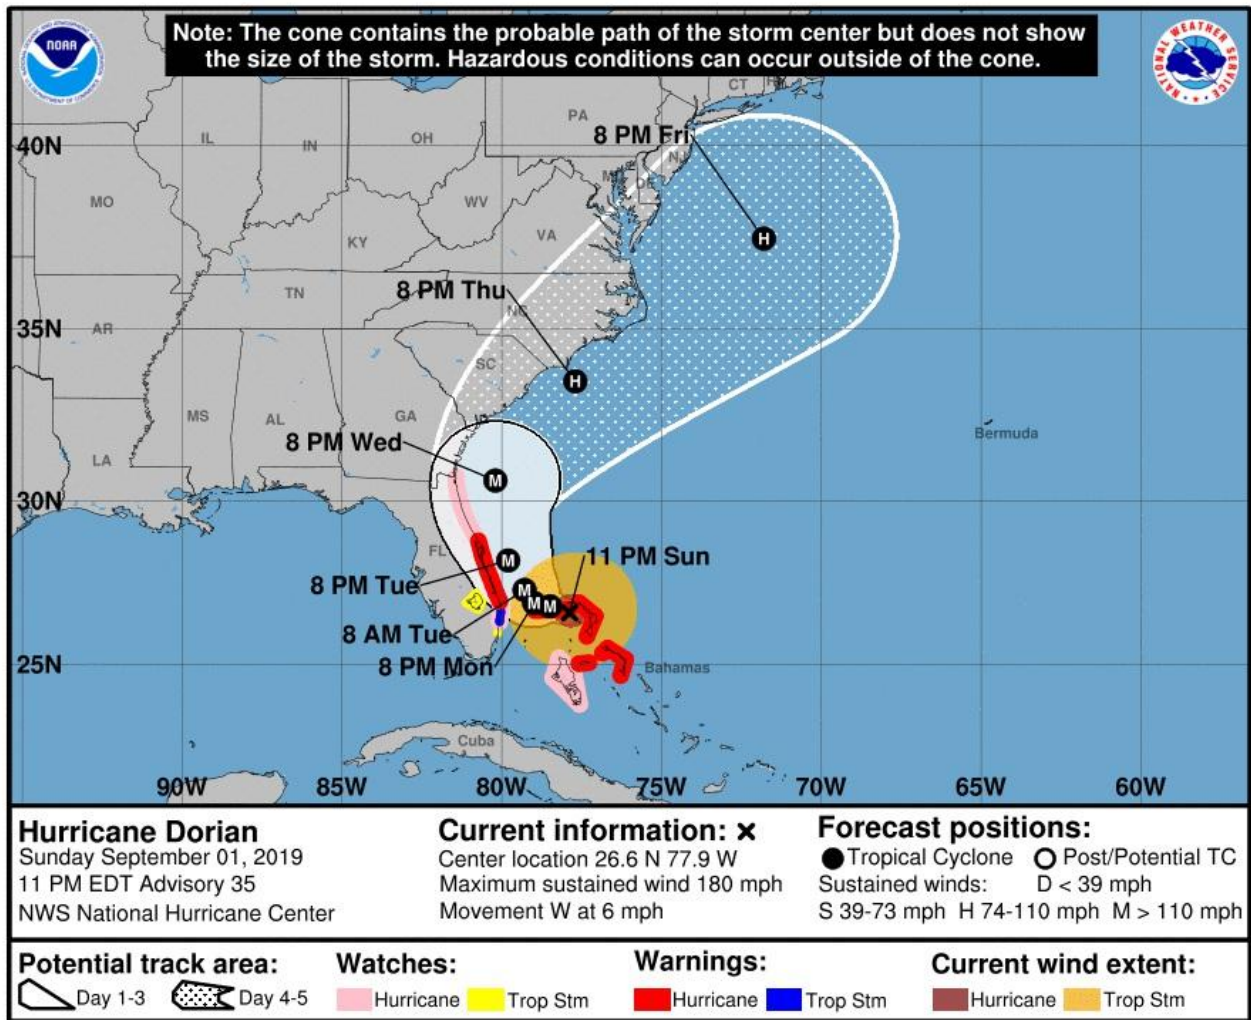 Note: The cone contains the probable path of the storm center but does not show
the size of the storm. Hazardous conditions can occur outside of the cone.
NOAA
NATIONAL WEATHER SERVICE
CT
PA
8 PM Fri
40N
IL
IN
OH
NJ
DE
MO
WV
VA
KY
8 PM Thu
TN
NC
AR
35N
SC
MS
AL
GA
8 PM Wed
Bermuda
LA
30N
FL
11 PM Sun
8 PM Tue
8 AM Tue
8 PM Mon
25N
Bahamas
Cuba
90W
85W
80W
75W
70W
65W
60W
H
H
M
M
M
M
M
Hurricane Dorian
Sunday September 01, 2019
11 PM EDT Advisory 35
NWS National Hurricane Center
Current information: x
Center location 26.6 N 77.9 W
Maximum sustained wind 180 mph
Movement W at 6 mph
Forecast positions:
Tropical Cyclone Post/Potential TC
Sustained winds: D < 39 mph
S 39-73 mph H 74-110 mph M > 110 mph
Potential track area:
Day 1-3 Day 4-5
Watches:
Hurricane Trop Stm
Warnings:
Hurricane Trop Stm
Current wind extent:
Hurricane Trop Stm